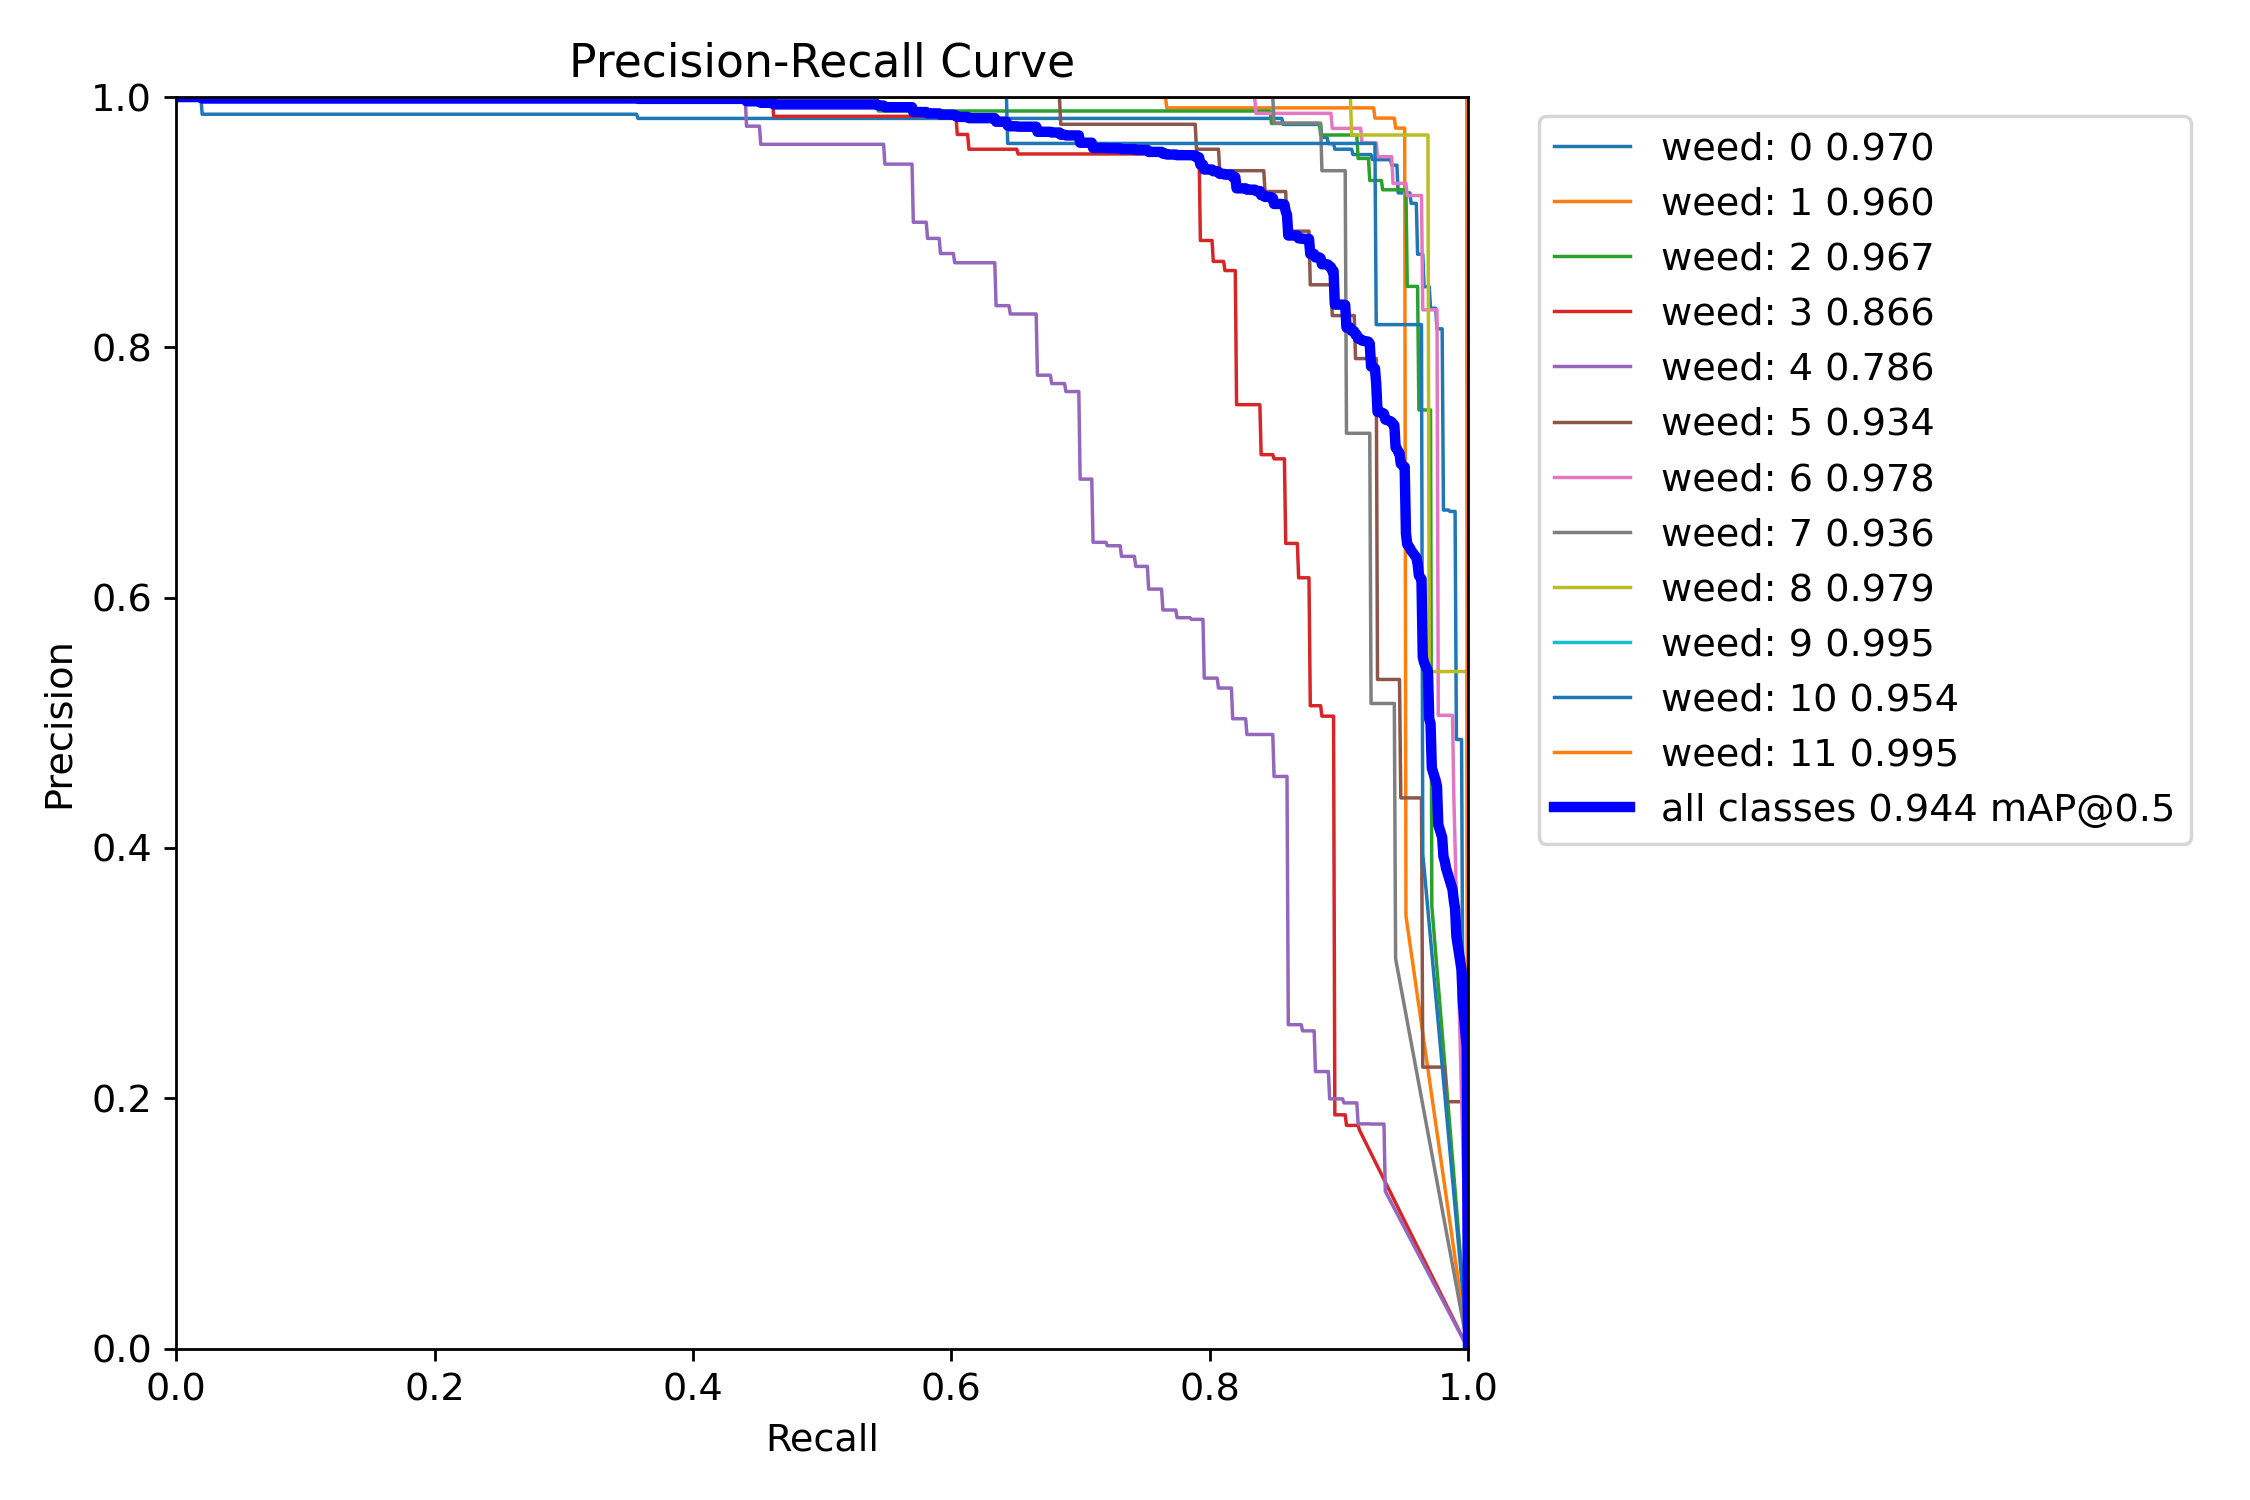 Precision-Recall Curve
1.0
0.8
0.6
0.4
0.2
0.0
Precision
0.0 0.2 0.4 0.6 0.8 1.0
Recall
weed: 0 0.970
weed: 1 0.960
weed: 2 0.967
weed: 3 0.866
weed: 4 0.786
weed: 5 0.934
weed: 6 0.978
weed: 7 0.936
weed: 8 0.979
weed: 9 0.995
weed: 10 0.954
weed: 11 0.995
all classes 0.944 mAP@0.5